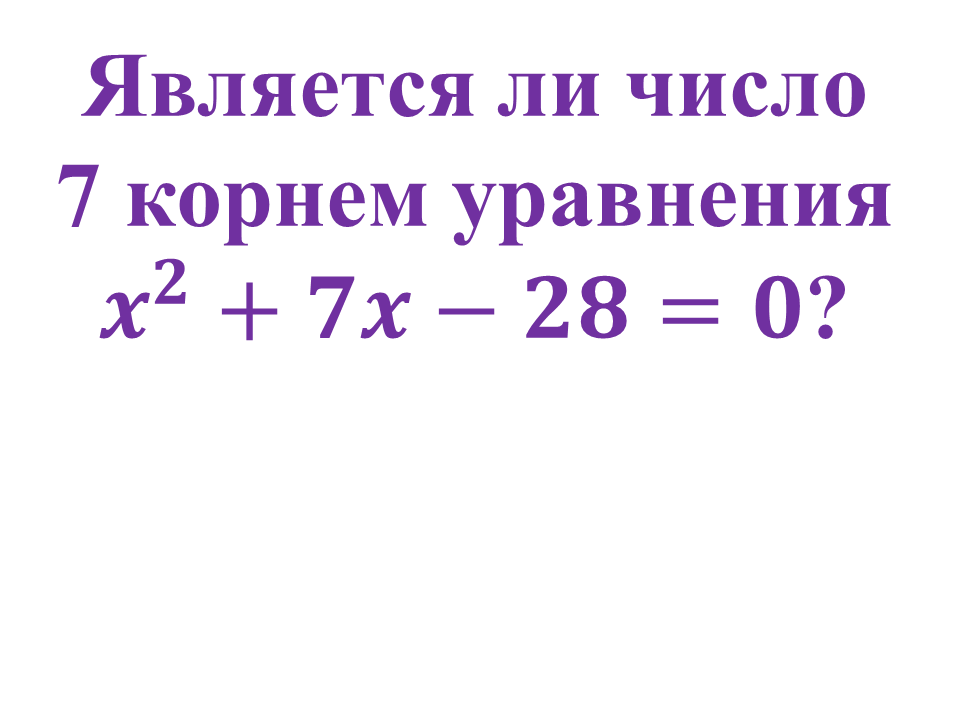 Является ли число
7 корнем уравнения
𝒙² + 𝟕𝒙 − 𝟐𝟖 = 𝟎?